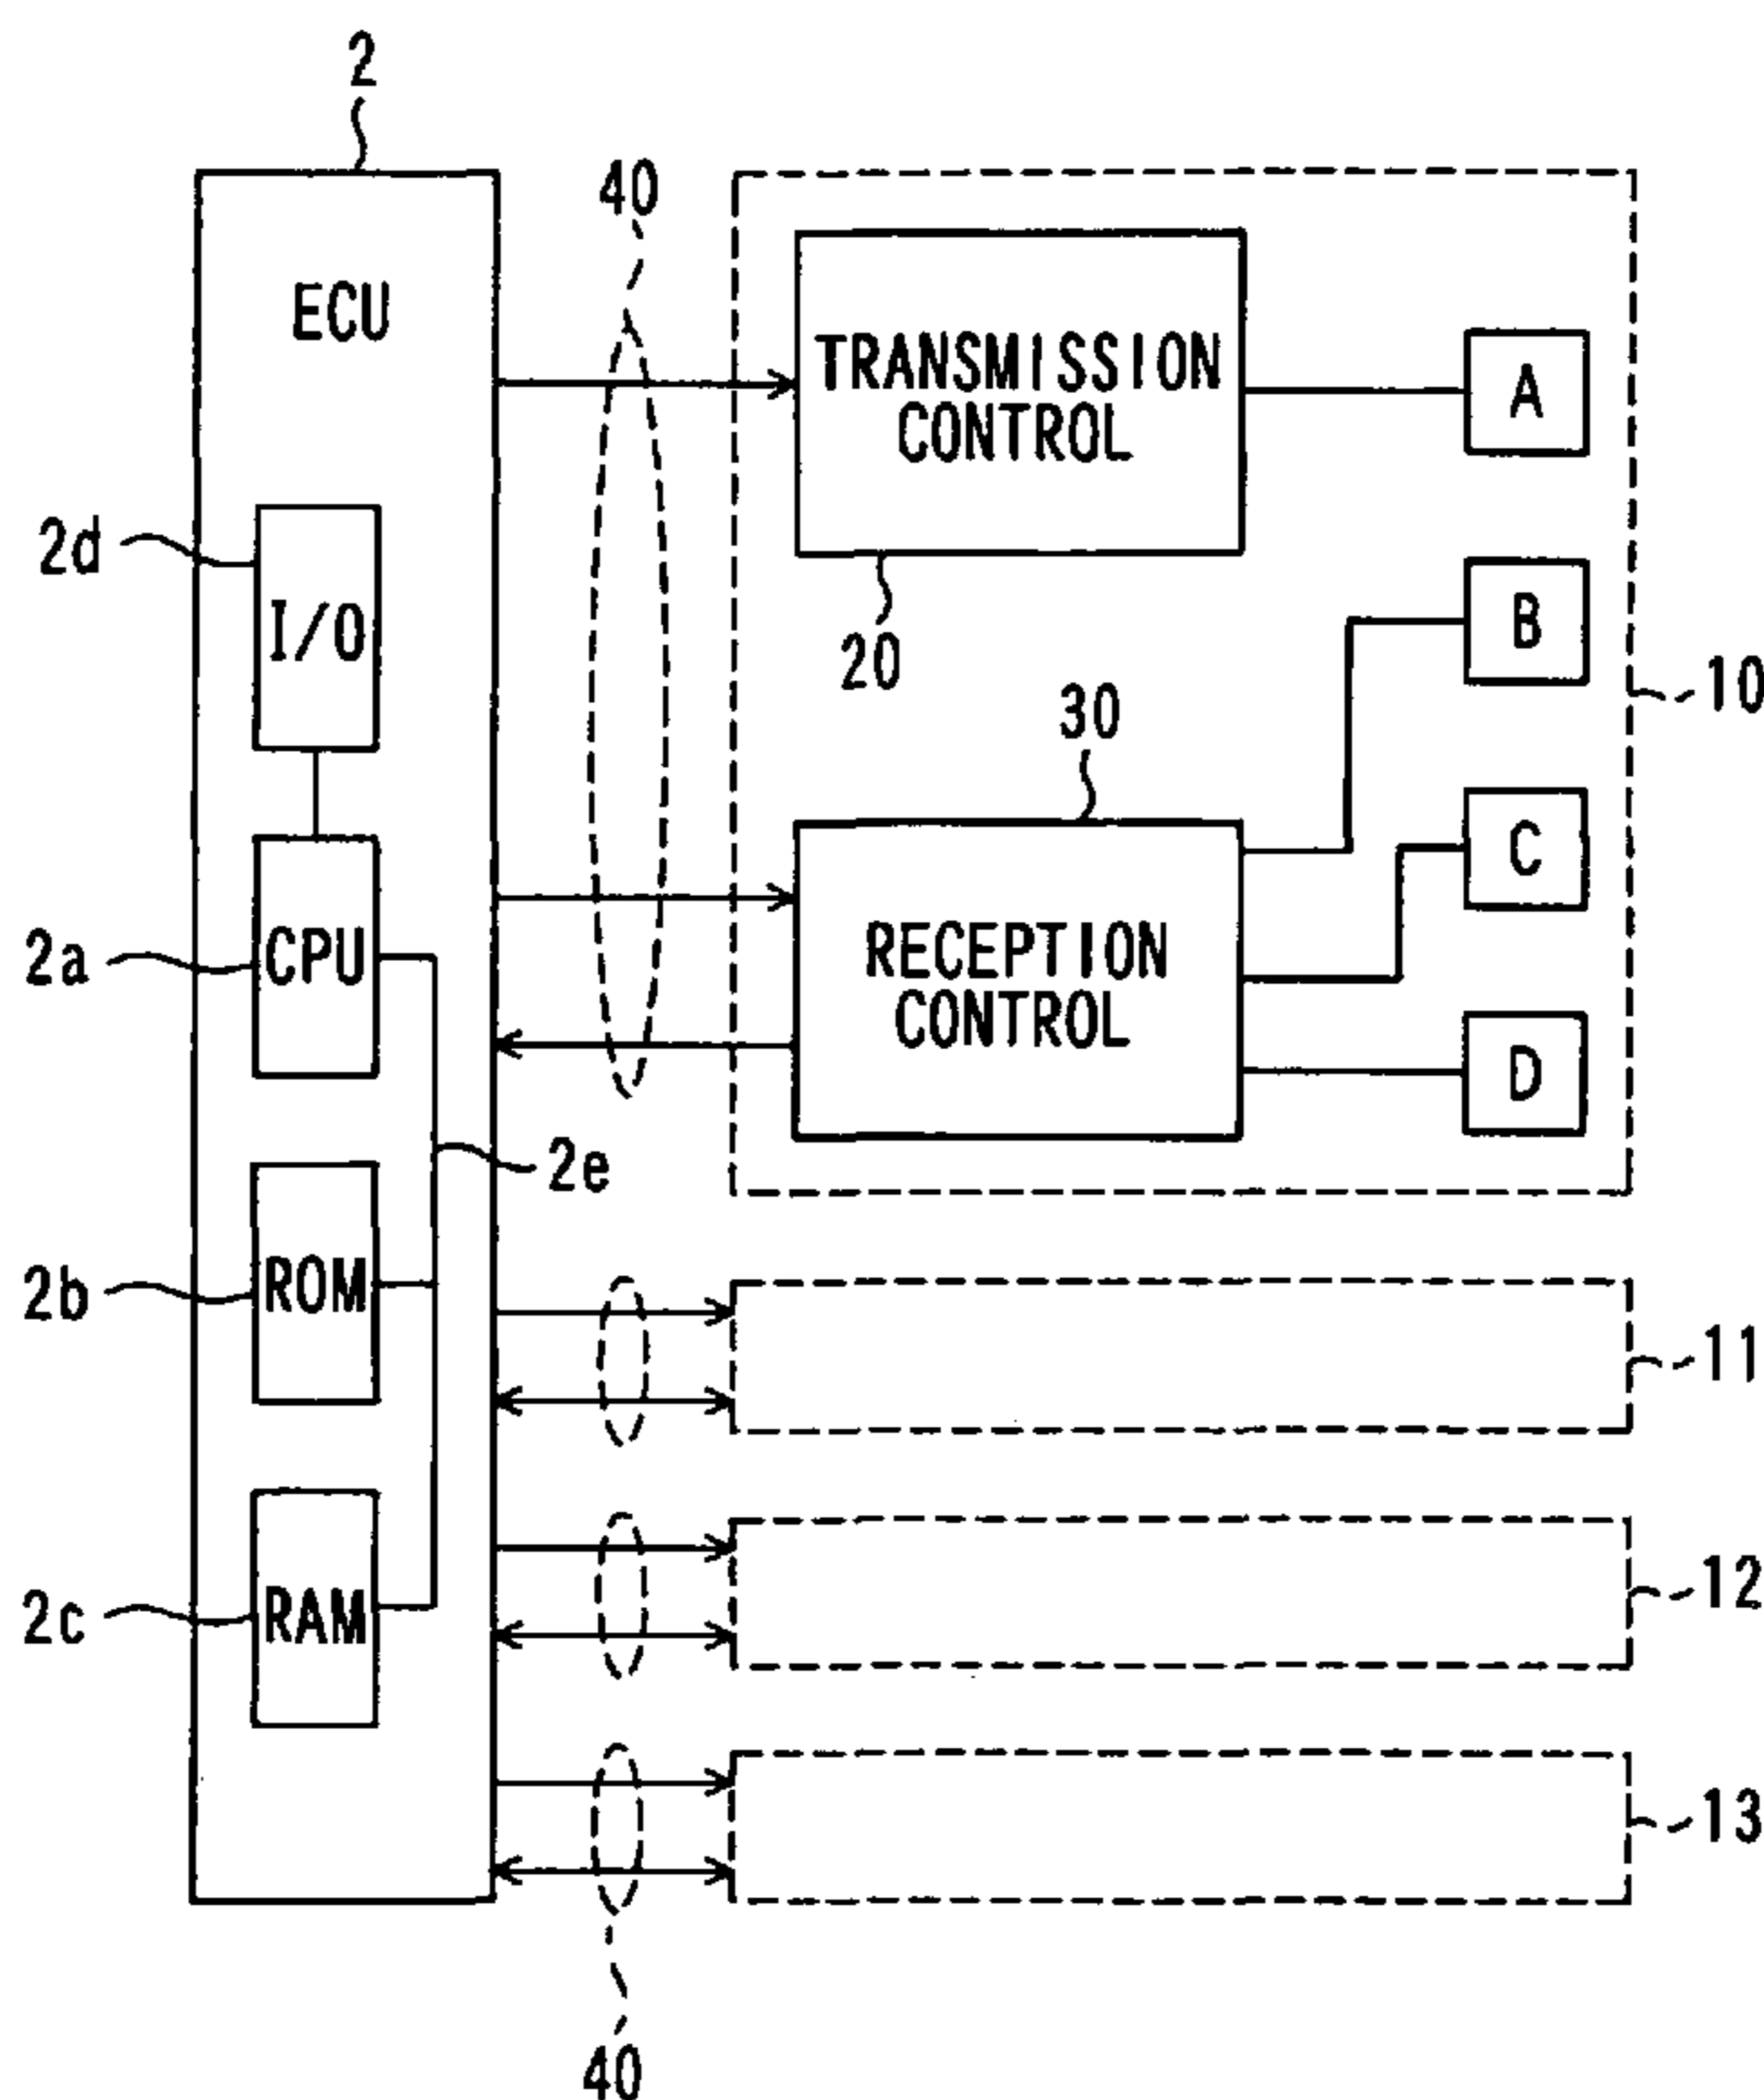 2
40
ECU
TRANSMISSION
CONTROL
A
2d
I/O
20
B
10
30
C
2a
CPU
RECEPTION
CONTROL
D
2e
2b
ROM
11
2c
RAM
12
13
40